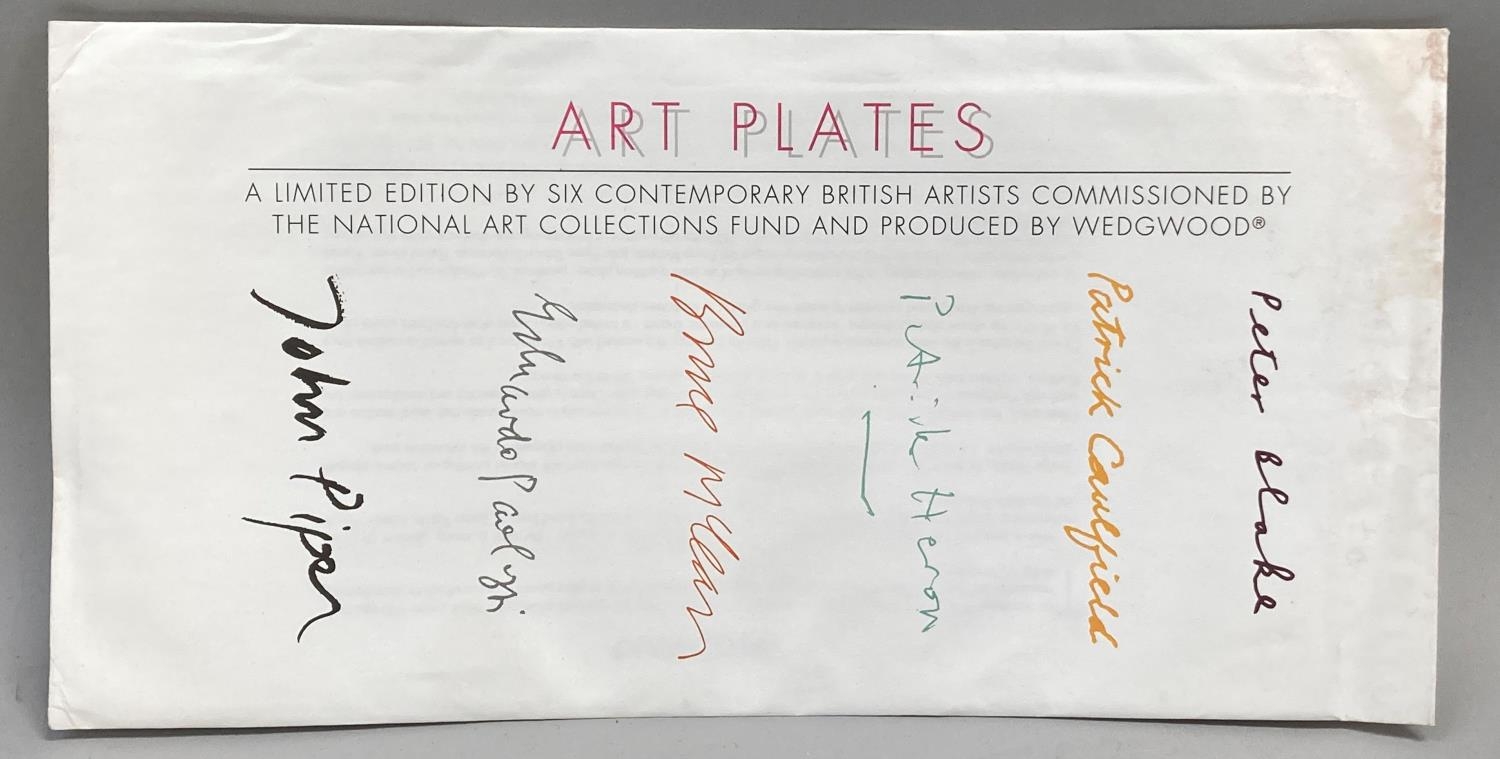 ART PLATES
A LIMITED EDITION BY SIX CONTEMPORARY BRITISH ARTISTS COMMISSIONED BY
THE NATIONAL ART COLLECTIONS FUND AND PRODUCED BY WEDGWOOD®
John Piper
Eduardo Paolozzi
Bruce McLean
Patrick Heron
Patrick Caulfield
Peter Blake